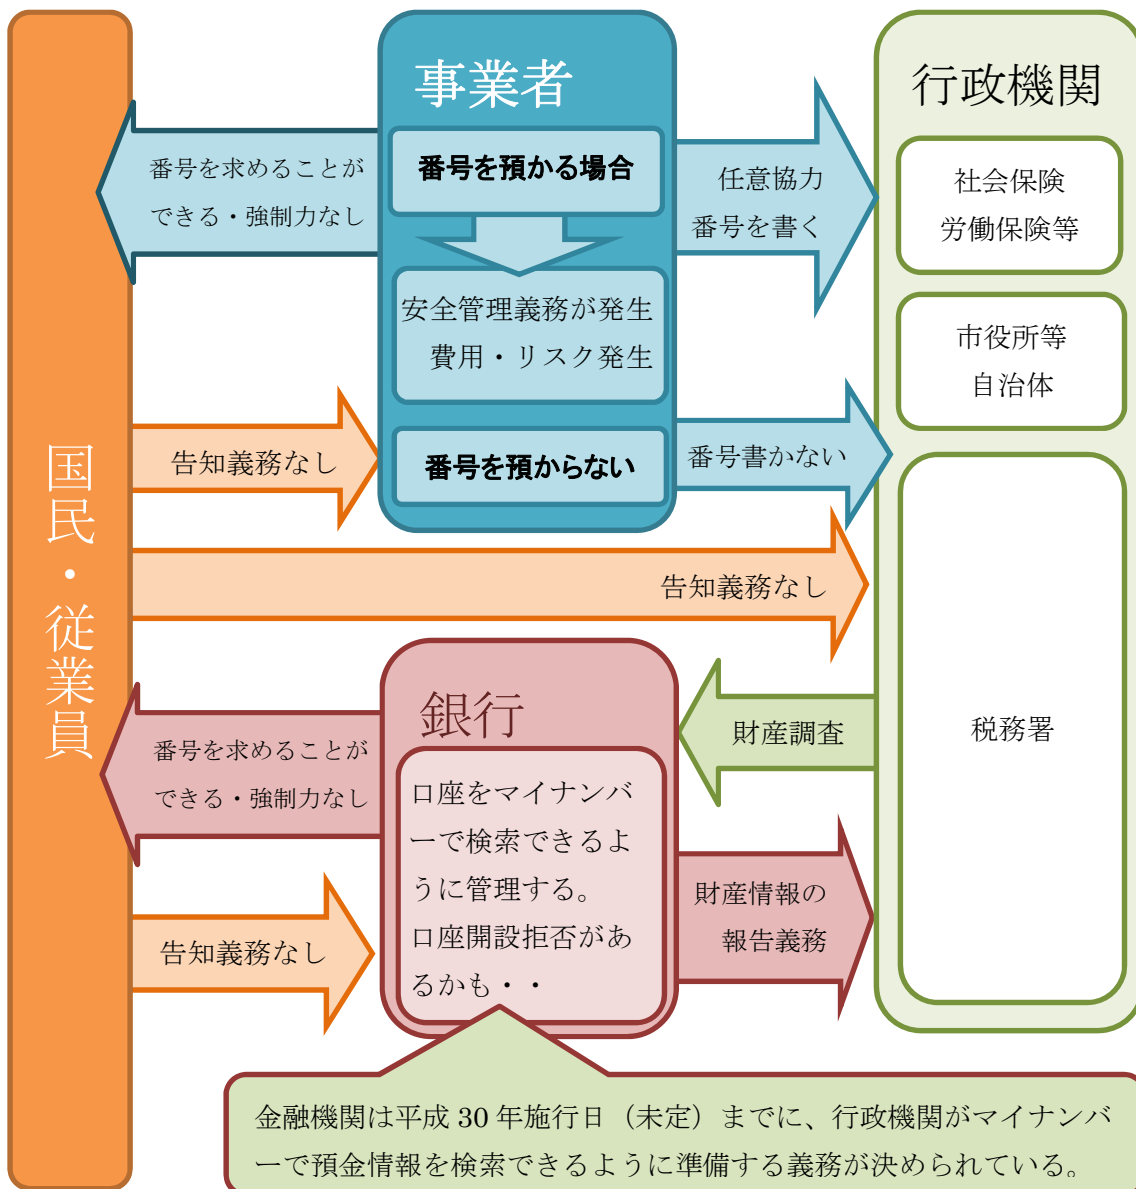 事業者
行政機関
番号を求めることが
できる・強制力なし
番号を預かる場合
任意協力
番号を書く
社会保険
労働保険等
安全管理義務が発生
費用・リスク発生
市役所等
自治体
国民・従業員
告知義務なし
番号を預からない
番号書かない
告知義務なし
銀行
財産調査
税務署
番号を求めることが
できる・強制力なし
口座をマイナンバ
ーで検索できるよ
うに管理する。
口座開設拒否があ
るかも・・
財産情報の
報告義務
告知義務なし
金融機関は平成 30 年施行日（未定）までに、行政機関がマイナンバ
ーで預金情報を検索できるように準備する義務が決められている。